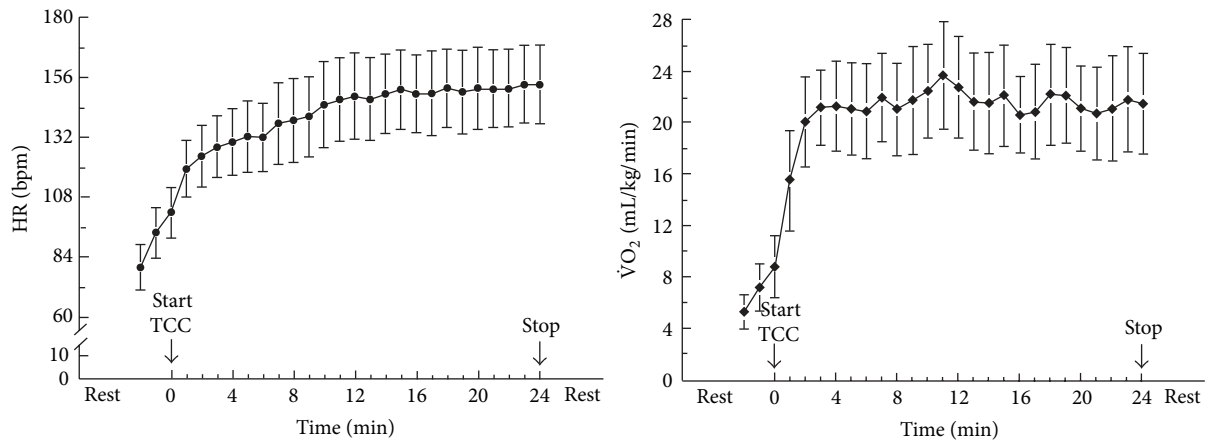 180
156
132
108
84
60
10
0
HR (bpm)
Start
TCC
Stop
Rest
0
4
8
12
16
20
24
Rest
Time (min)
28
24
20
16
12
8
4
0
V̇O₂ (mL/kg/min)
Start
TCC
Stop
Rest
0
4
8
12
16
20
24
Rest
Time (min)